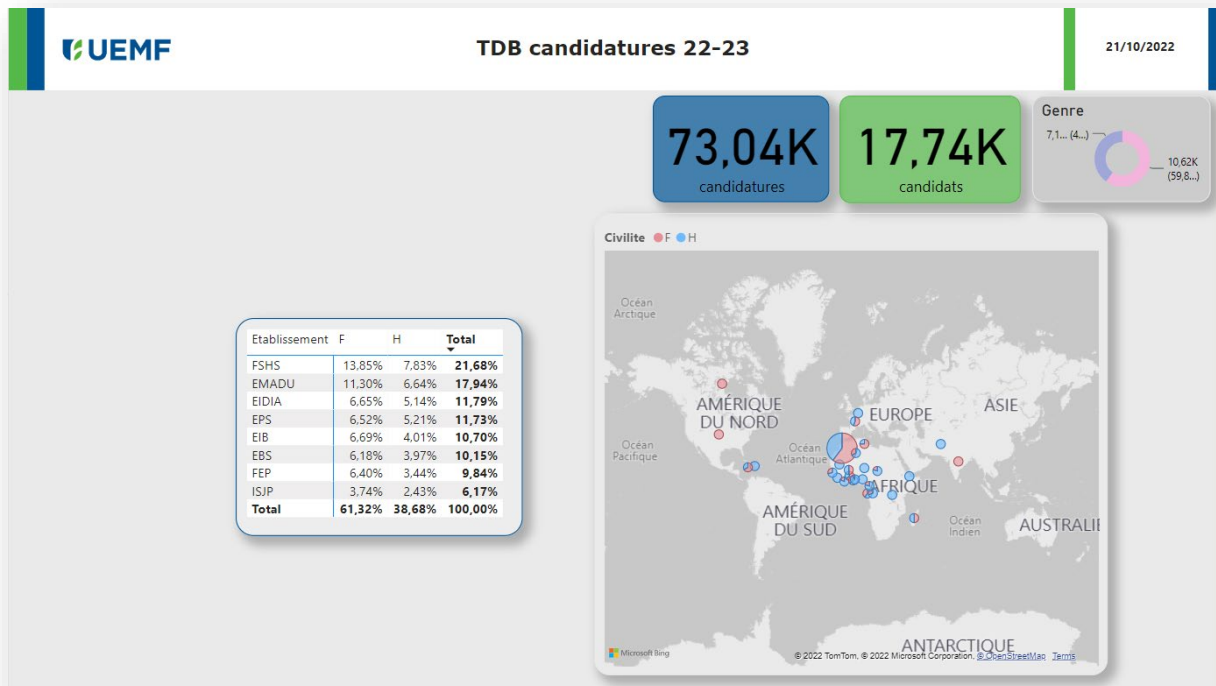 UEMF
TDB candidatures 22-23
21/10/2022
73,04K
candidatures
17,74K
candidats
Genre
7,1... (4...)
10,62K
(59,8...)
Civilite F H
Océan
Arctique
AMÉRIQUE
DU NORD
EUROPE
ASIE
Océan
Pacifique
Océan
Atlantique
AFRIQUE
AMÉRIQUE
DU SUD
Océan
Indien
AUSTRALIE
ANTARCTIQUE
Microsoft Bing
© 2022 TomTom, © 2022 Microsoft Corporation, © OpenStreetMap Terms
Etablissement F H Total
FSHS 13,85% 7,83% 21,68%
EMADU 11,30% 6,64% 17,94%
EIDIA 6,65% 5,14% 11,79%
EPS 6,52% 5,21% 11,73%
EIB 6,69% 4,01% 10,70%
EBS 6,18% 3,97% 10,15%
FEP 6,40% 3,44% 9,84%
ISJP 3,74% 2,43% 6,17%
Total 61,32% 38,68% 100,00%